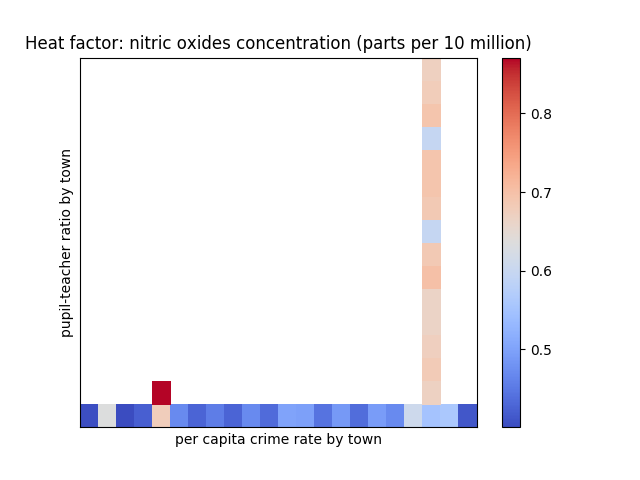 Heat factor: nitric oxides concentration (parts per 10 million)
pupil-teacher ratio by town
per capita crime rate by town
0.8
0.7
0.6
0.5